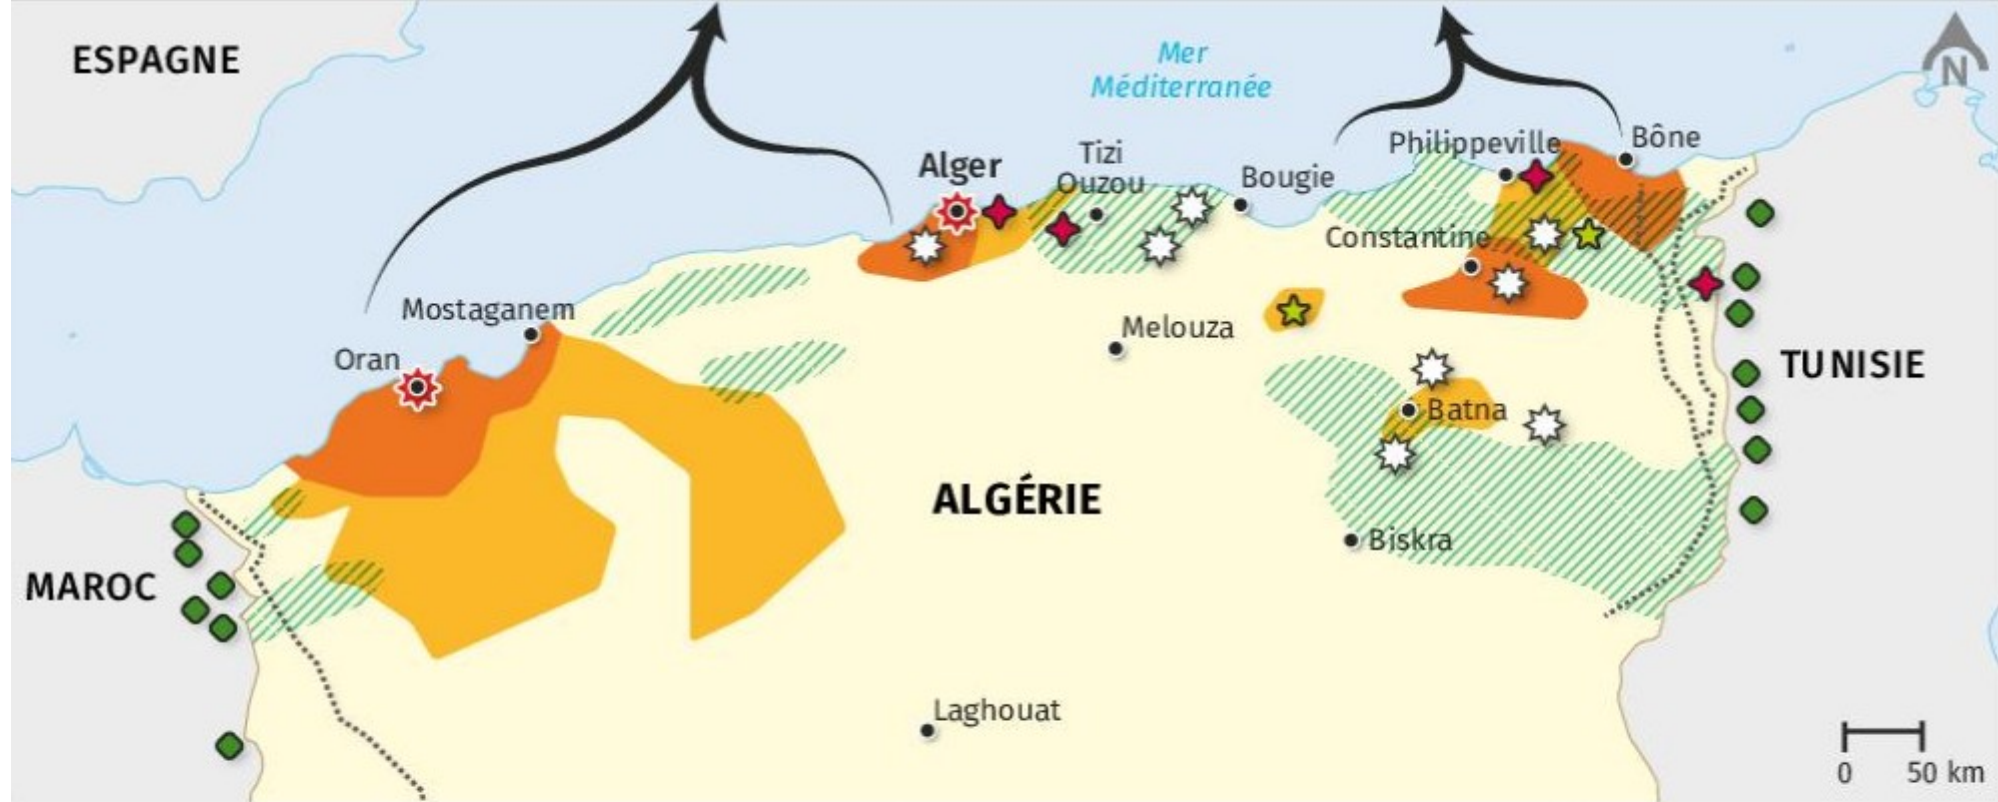 ESPAGNE
Mer
Méditerranée
N
Philippeville
Bône
Alger
Tizi
Ouzou
Bougie
Constantine
Mostaganem
Melouza
Oran
TUNISIE
Batna
ALGÉRIE
Biskra
MAROC
Laghouat
0 50 km